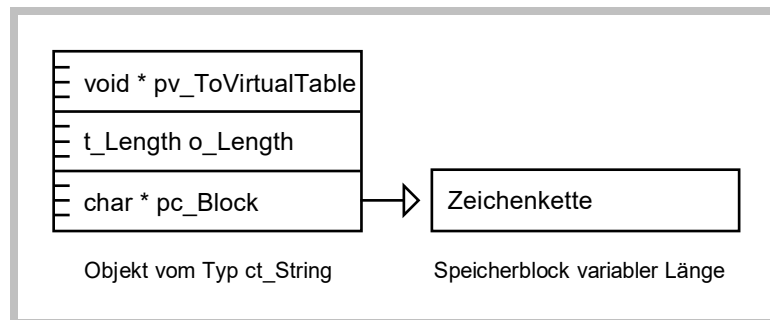 void * pv_ToVirtualTable
t_Length o_Length
char * pc_Block
Zeichenkette
Objekt vom Typ ct_String
Speicherblock variabler Länge